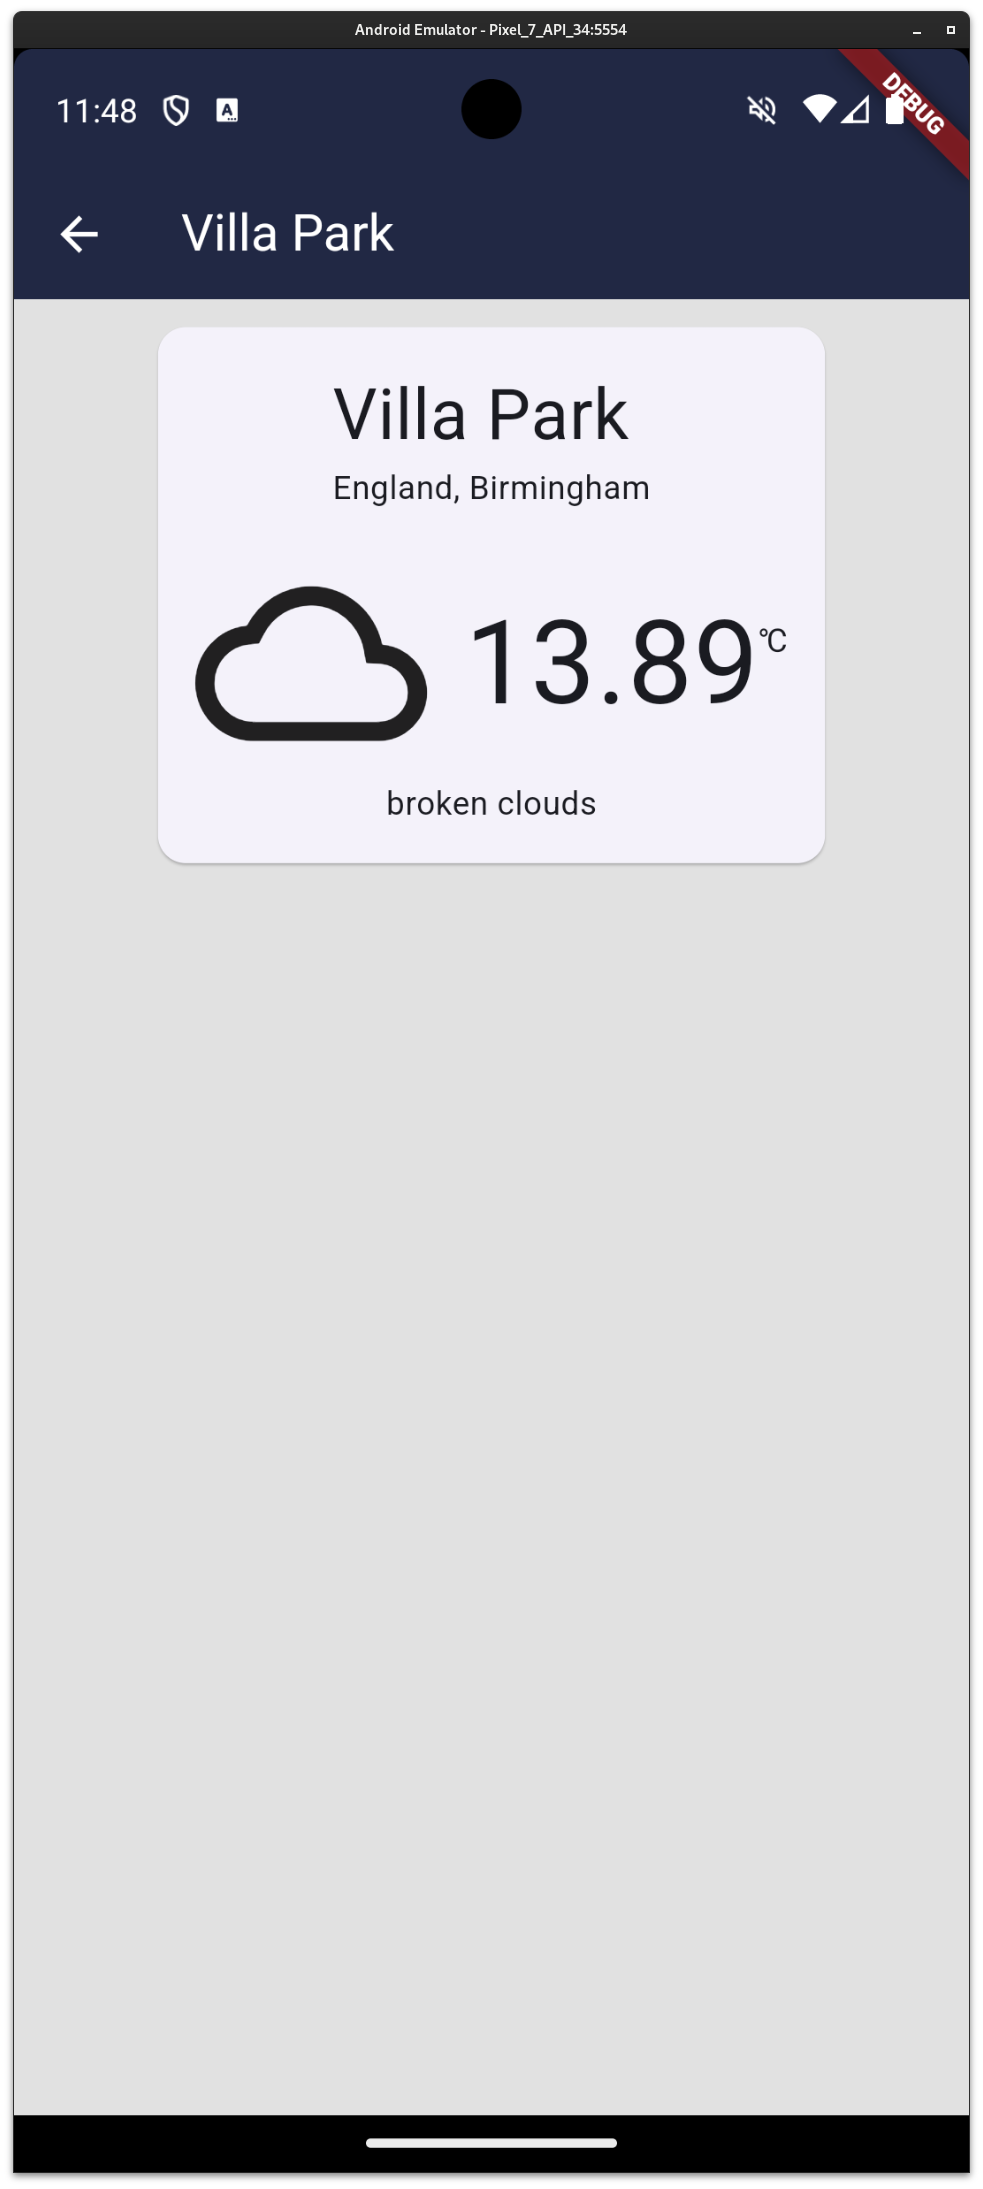 Android Emulator - Pixel_7_API_34:5554
11:48 A
DEBUG
Villa Park
Villa Park
England, Birmingham
13.89℃
broken clouds